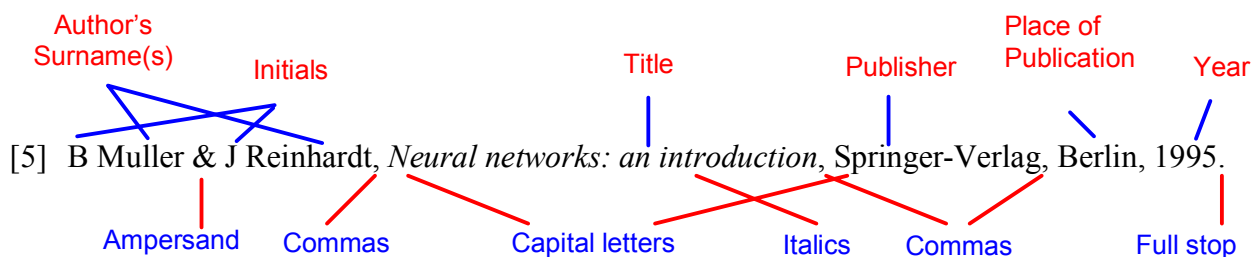 Author's
Surname(s)
Initials
Title
Publisher
Place of
Publication
Year
[5] B Muller & J Reinhardt, Neural networks: an introduction, Springer-Verlag, Berlin, 1995.
Ampersand
Commas
Capital letters
Italics
Commas
Full stop